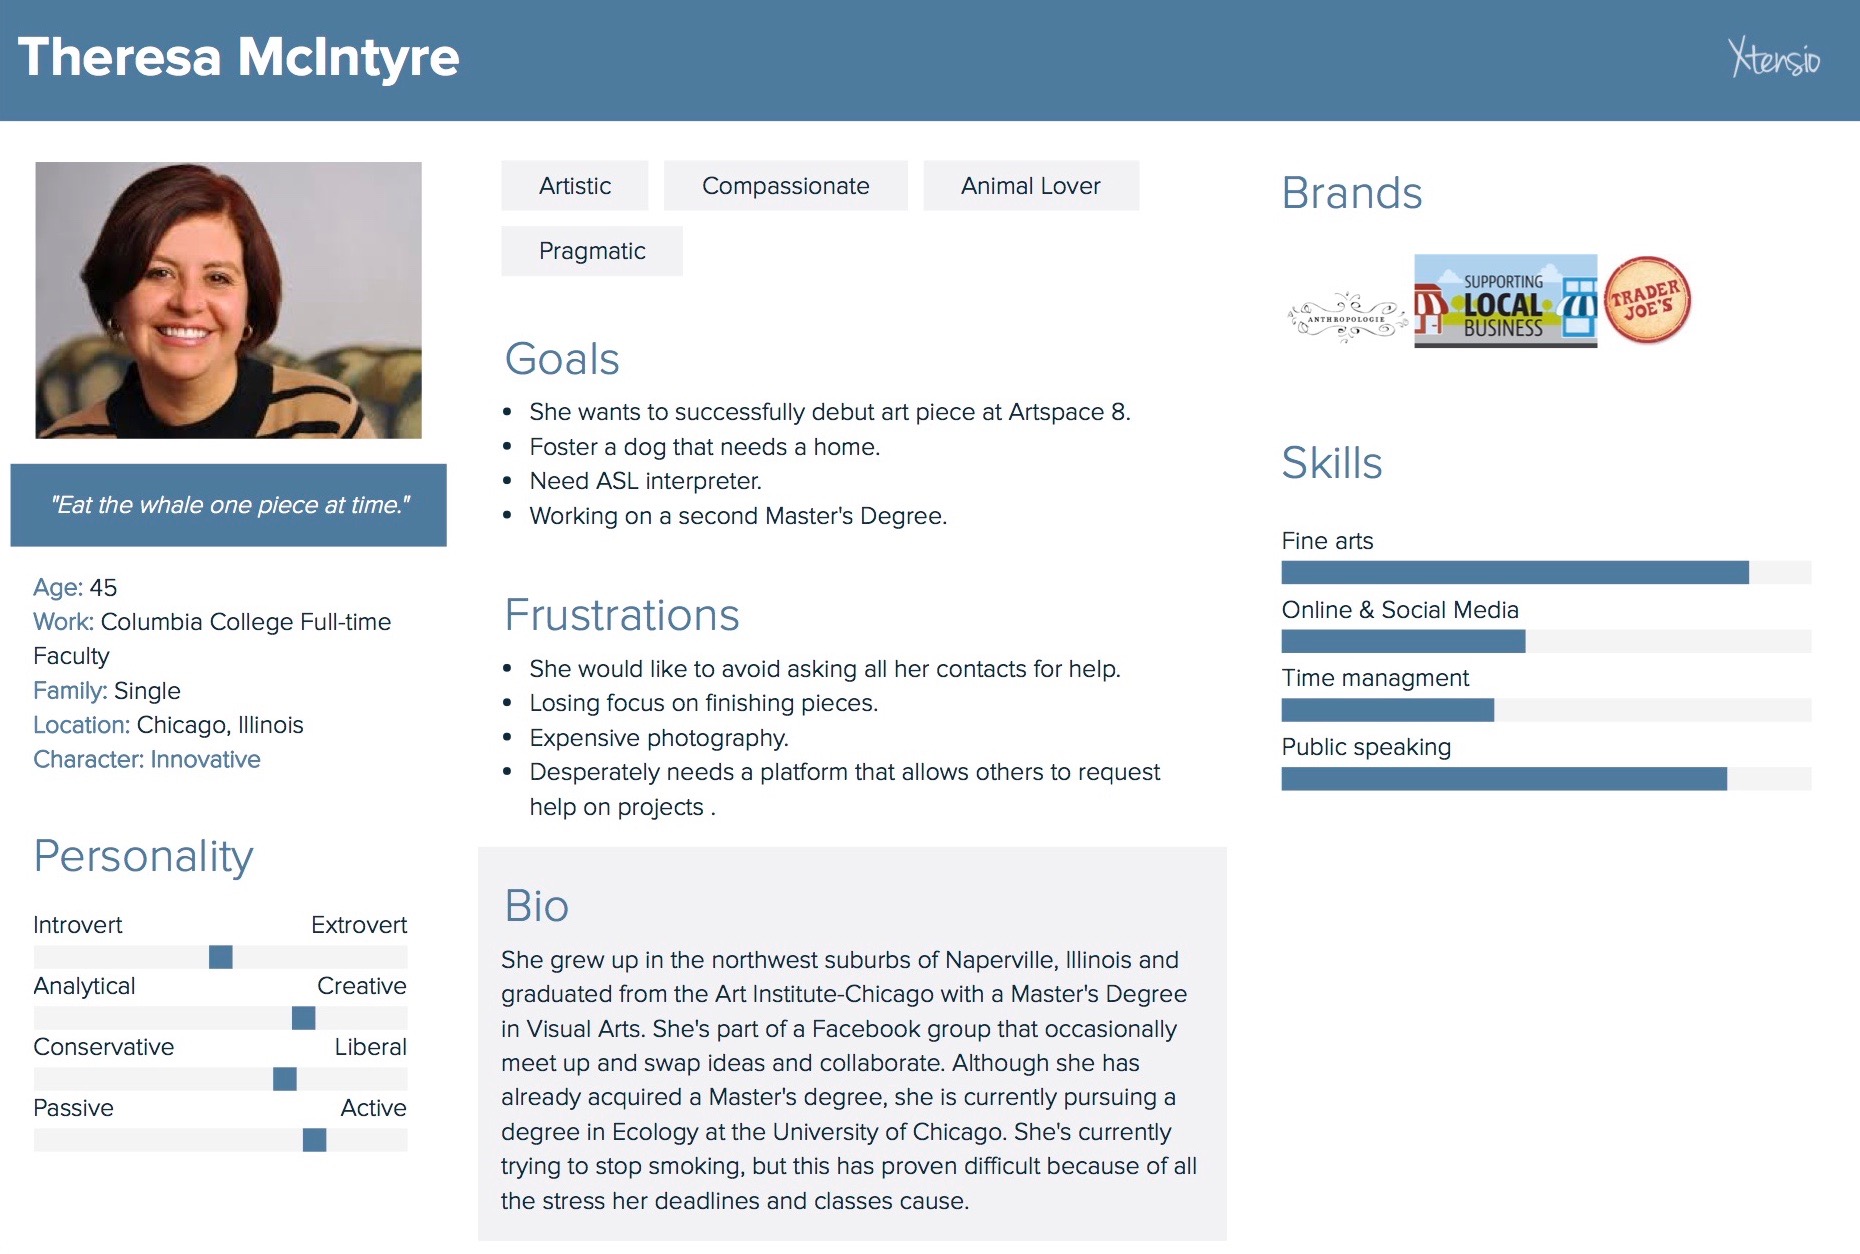 Theresa McIntyre
Xtensio
"Eat the whale one piece at time."
Age: 45
Work: Columbia College Full-time
Faculty
Family: Single
Location: Chicago, Illinois
Character: Innovative
Personality
Introvert Extrovert
Analytical Creative
Conservative Liberal
Passive Active
Artistic Compassionate Animal Lover
Pragmatic
Goals
• She wants to successfully debut art piece at Artspace 8.
• Foster a dog that needs a home.
• Need ASL interpreter.
• Working on a second Master's Degree.
Frustrations
• She would like to avoid asking all her contacts for help.
• Losing focus on finishing pieces.
• Expensive photography.
• Desperately needs a platform that allows others to request
help on projects .
Bio
She grew up in the northwest suburbs of Naperville, Illinois and
graduated from the Art Institute-Chicago with a Master's Degree
in Visual Arts. She's part of a Facebook group that occasionally
meet up and swap ideas and collaborate. Although she has
already acquired a Master's degree, she is currently pursuing a
degree in Ecology at the University of Chicago. She's currently
trying to stop smoking, but this has proven difficult because of all
the stress her deadlines and classes cause.
Brands
ANTHROPOLOGIE
SUPPORTING
LOCAL
BUSINESS
TRADER
JOE'S
Skills
Fine arts
Online & Social Media
Time managment
Public speaking